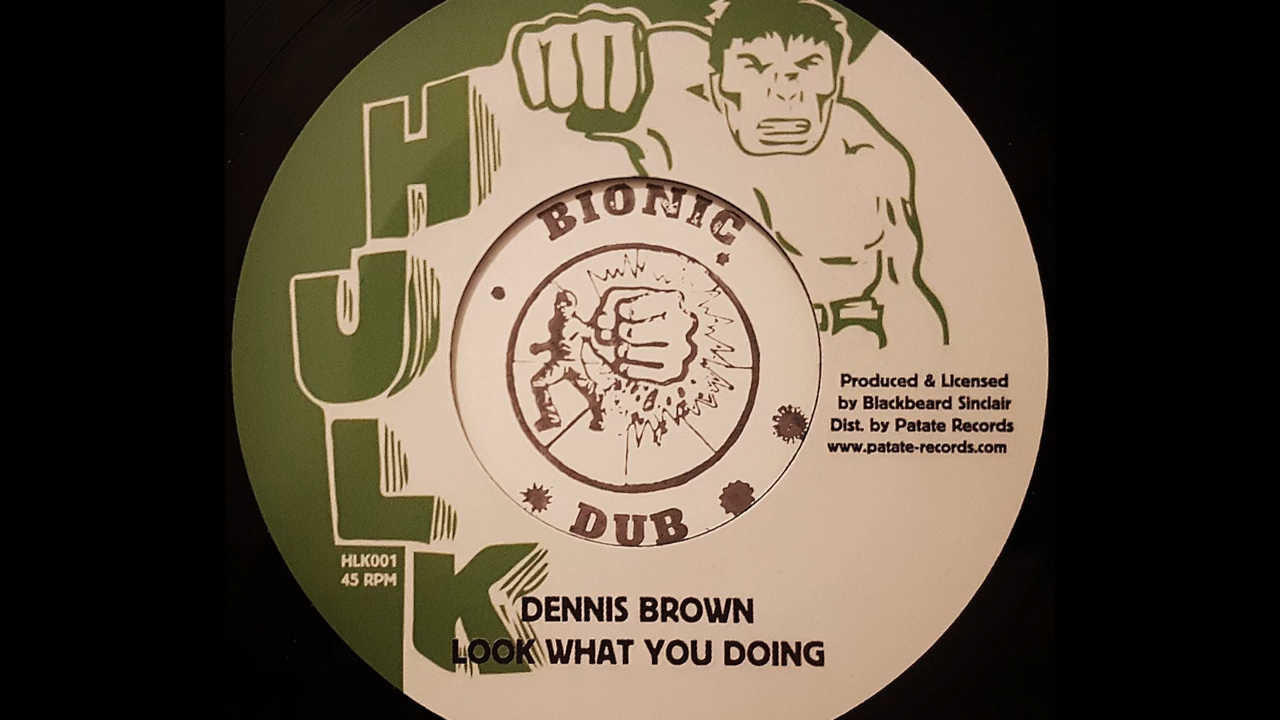 HULK
BIONIC
DUB
Produced & Licensed
by Blackbeard Sinclair
Dist. by Patate Records
www.patate-records.com
HLK001
45 RPM
DENNIS BROWN
LOOK WHAT YOU DOING